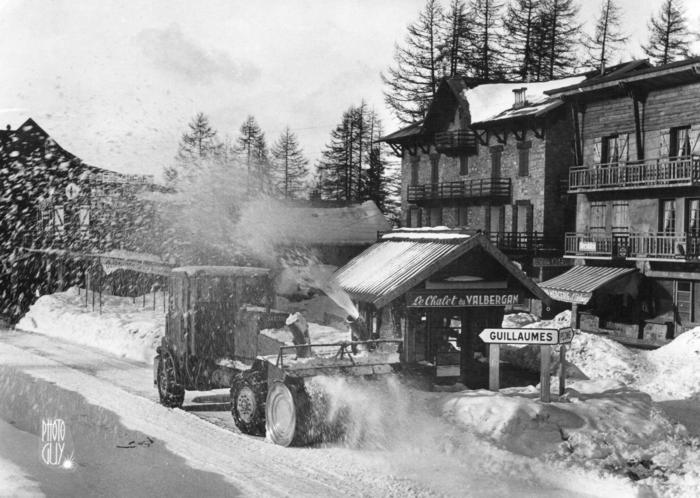 Le Chalet du VALBERGAN
GUILLAUMES
PHOTO
GUY